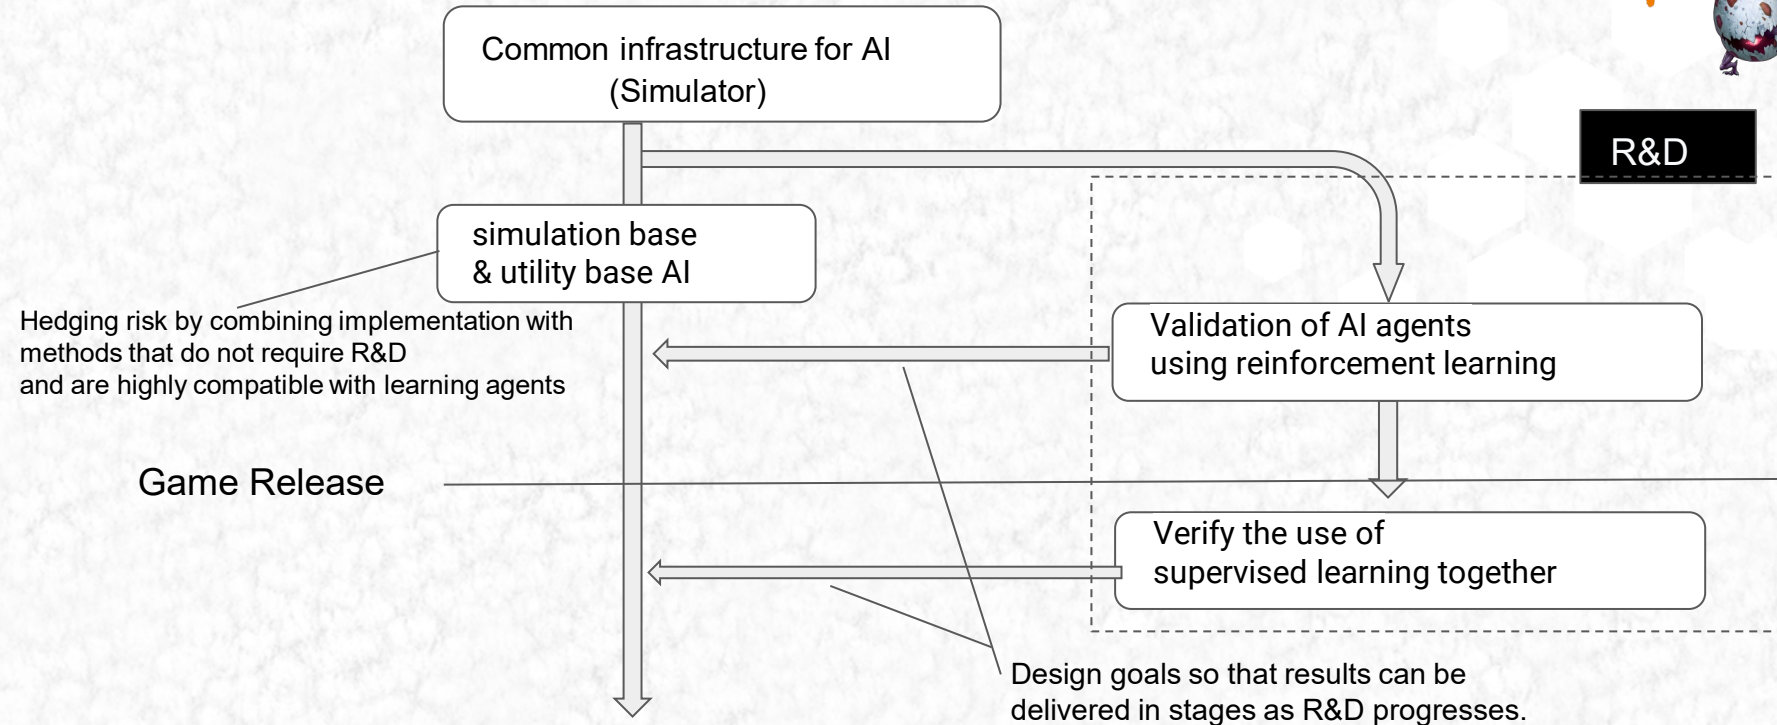 Common infrastructure for AI
(Simulator)
R&D
simulation base
& utility base AI
Hedging risk by combining implementation with
methods that do not require R&D
and are highly compatible with learning agents
Validation of AI agents
using reinforcement learning
Game Release
Verify the use of
supervised learning together
Design goals so that results can be
delivered in stages as R&D progresses.